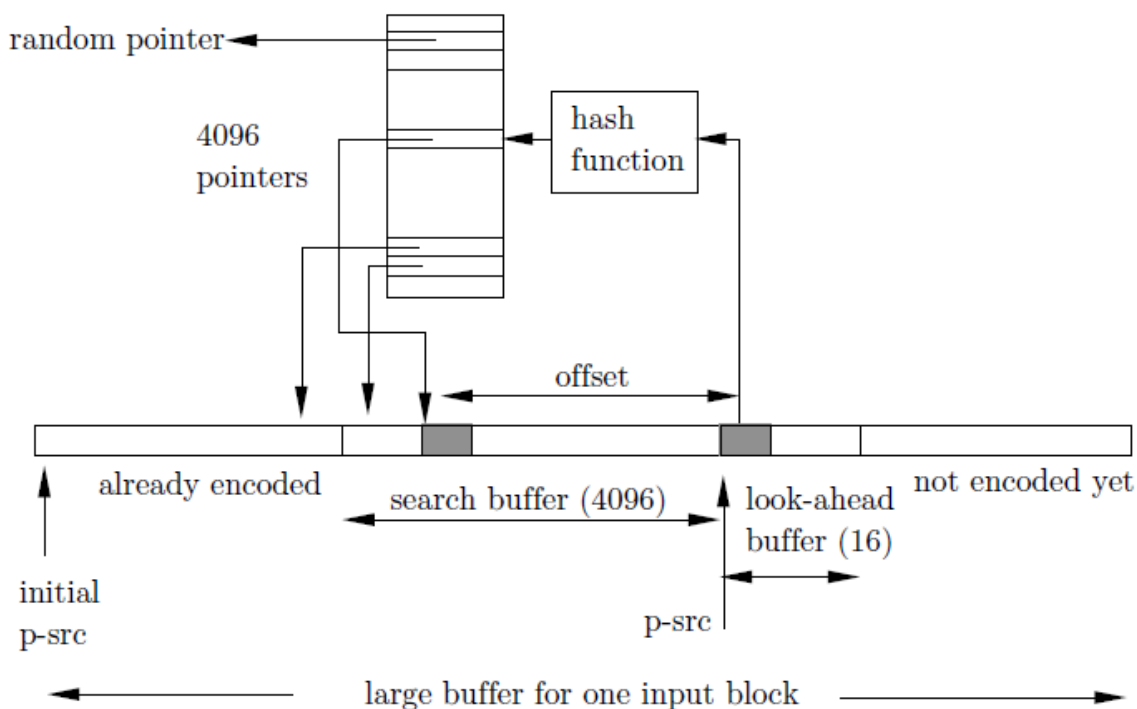 random pointer
hash
function
4096
pointers
offset
already encoded
search buffer (4096)
look-ahead
buffer (16)
not encoded yet
initial
p-src
p-src
large buffer for one input block